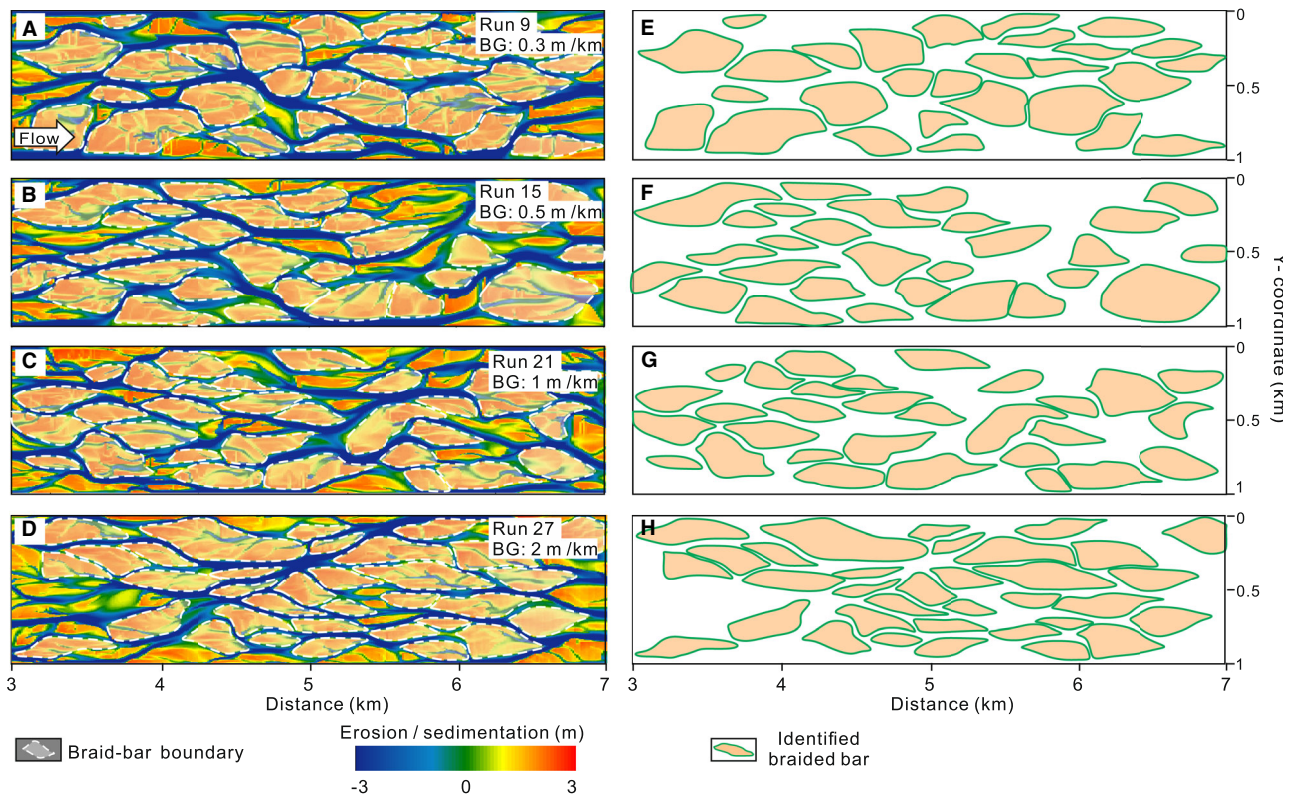 A
Run 9
BG: 0.3 m /km
Flow
E
0
0.5
1
B
Run 15
BG: 0.5 m /km
F
0
0.5
1
C
Run 21
BG: 1 m /km
G
0
0.5
1
D
Run 27
BG: 2 m /km
H
0
0.5
1
Y - coordinate (km)
3 4 5 6 7
Distance (km)
3 4 5 6 7
Distance (km)
Braid-bar boundary
Erosion / sedimentation (m)
-3 0 3
Identified
braided bar